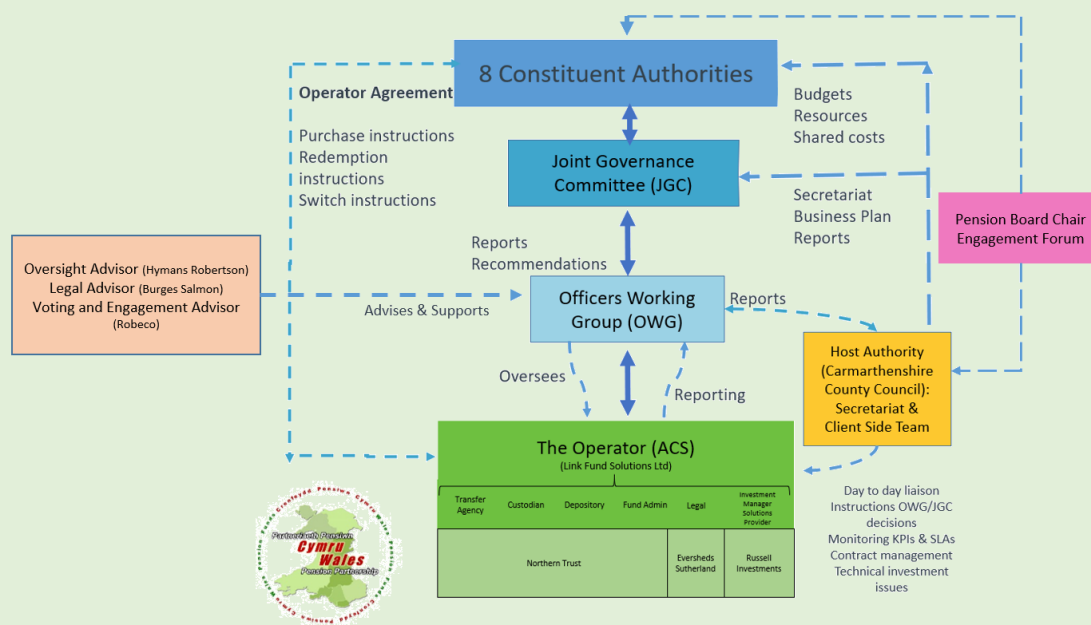 8 Constituent Authorities
Operator Agreement
Purchase instructions
Redemption
instructions
Switch instructions
Budgets
Resources
Shared costs
Joint Governance
Committee (JGC)
Secretariat
Business Plan
Reports
Pension Board Chair
Engagement Forum
Reports
Recommendations
Oversight Advisor (Hymans Robertson)
Legal Advisor (Burges Salmon)
Voting and Engagement Advisor
(Robeco)
Advises & Supports
Officers Working
Group (OWG)
Reports
Host Authority
(Carmarthenshire
County Council):
Secretariat &
Client Side Team
Oversees
Reporting
The Operator (ACS)
(Link Fund Solutions Ltd)
Transfer
Agency
Custodian
Depository
Fund Admin
Legal
Investment
Manager
Solutions
Provider
Northern Trust
Eversheds
Sutherland
Russell
Investments
Day to day liaison
Instructions OWG/JGC
decisions
Monitoring KPIs & SLAs
Contract management
Technical investment
issues
Partneriaeth Pensiwn
Cymru
Wales
Pension Partnership